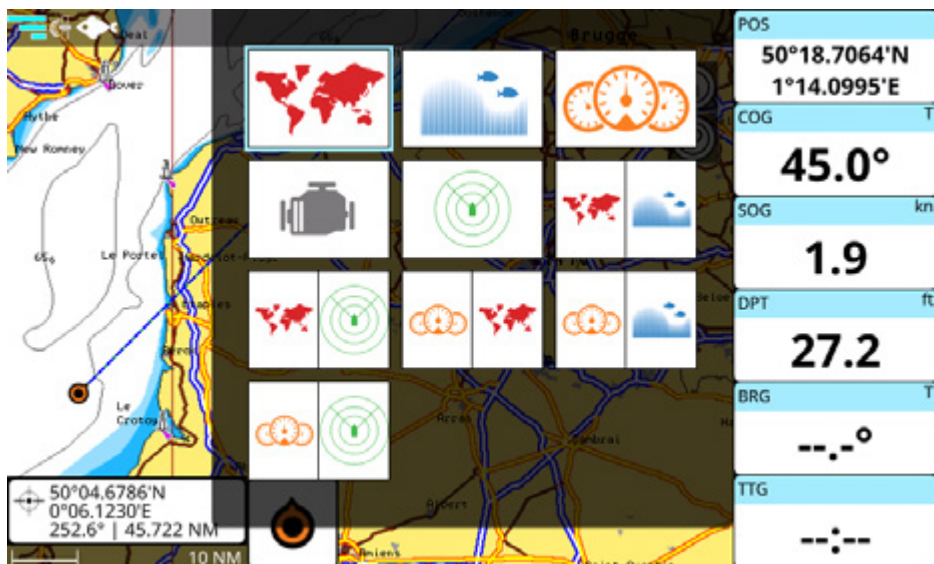 Deal
Dover
Hythe
New Romney
Brugge
Outreau
Le Portel
65₆
Etaples
Berck
Le
Crotoy
Arras
Cambrai
Albert
Amiens
50°04.6786'N
0°06.1230'E
252.6° | 45.722 NM
10 NM
POS
50°18.7064'N
1°14.0995'E
COG T
45.0°
SOG kn
1.9
DPT ft
27.2
BRG T
--.-°
TTG
--:--